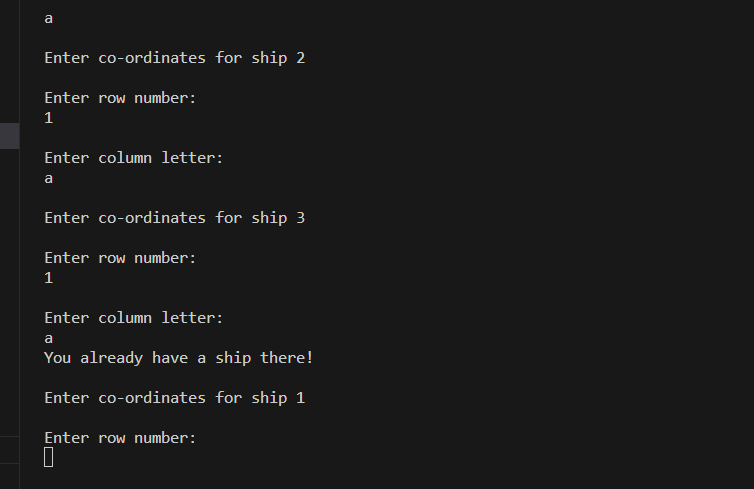 a
Enter co-ordinates for ship 2
Enter row number:
1
Enter column letter:
a
Enter co-ordinates for ship 3
Enter row number:
1
Enter column letter:
a
You already have a ship there!
Enter co-ordinates for ship 1
Enter row number: